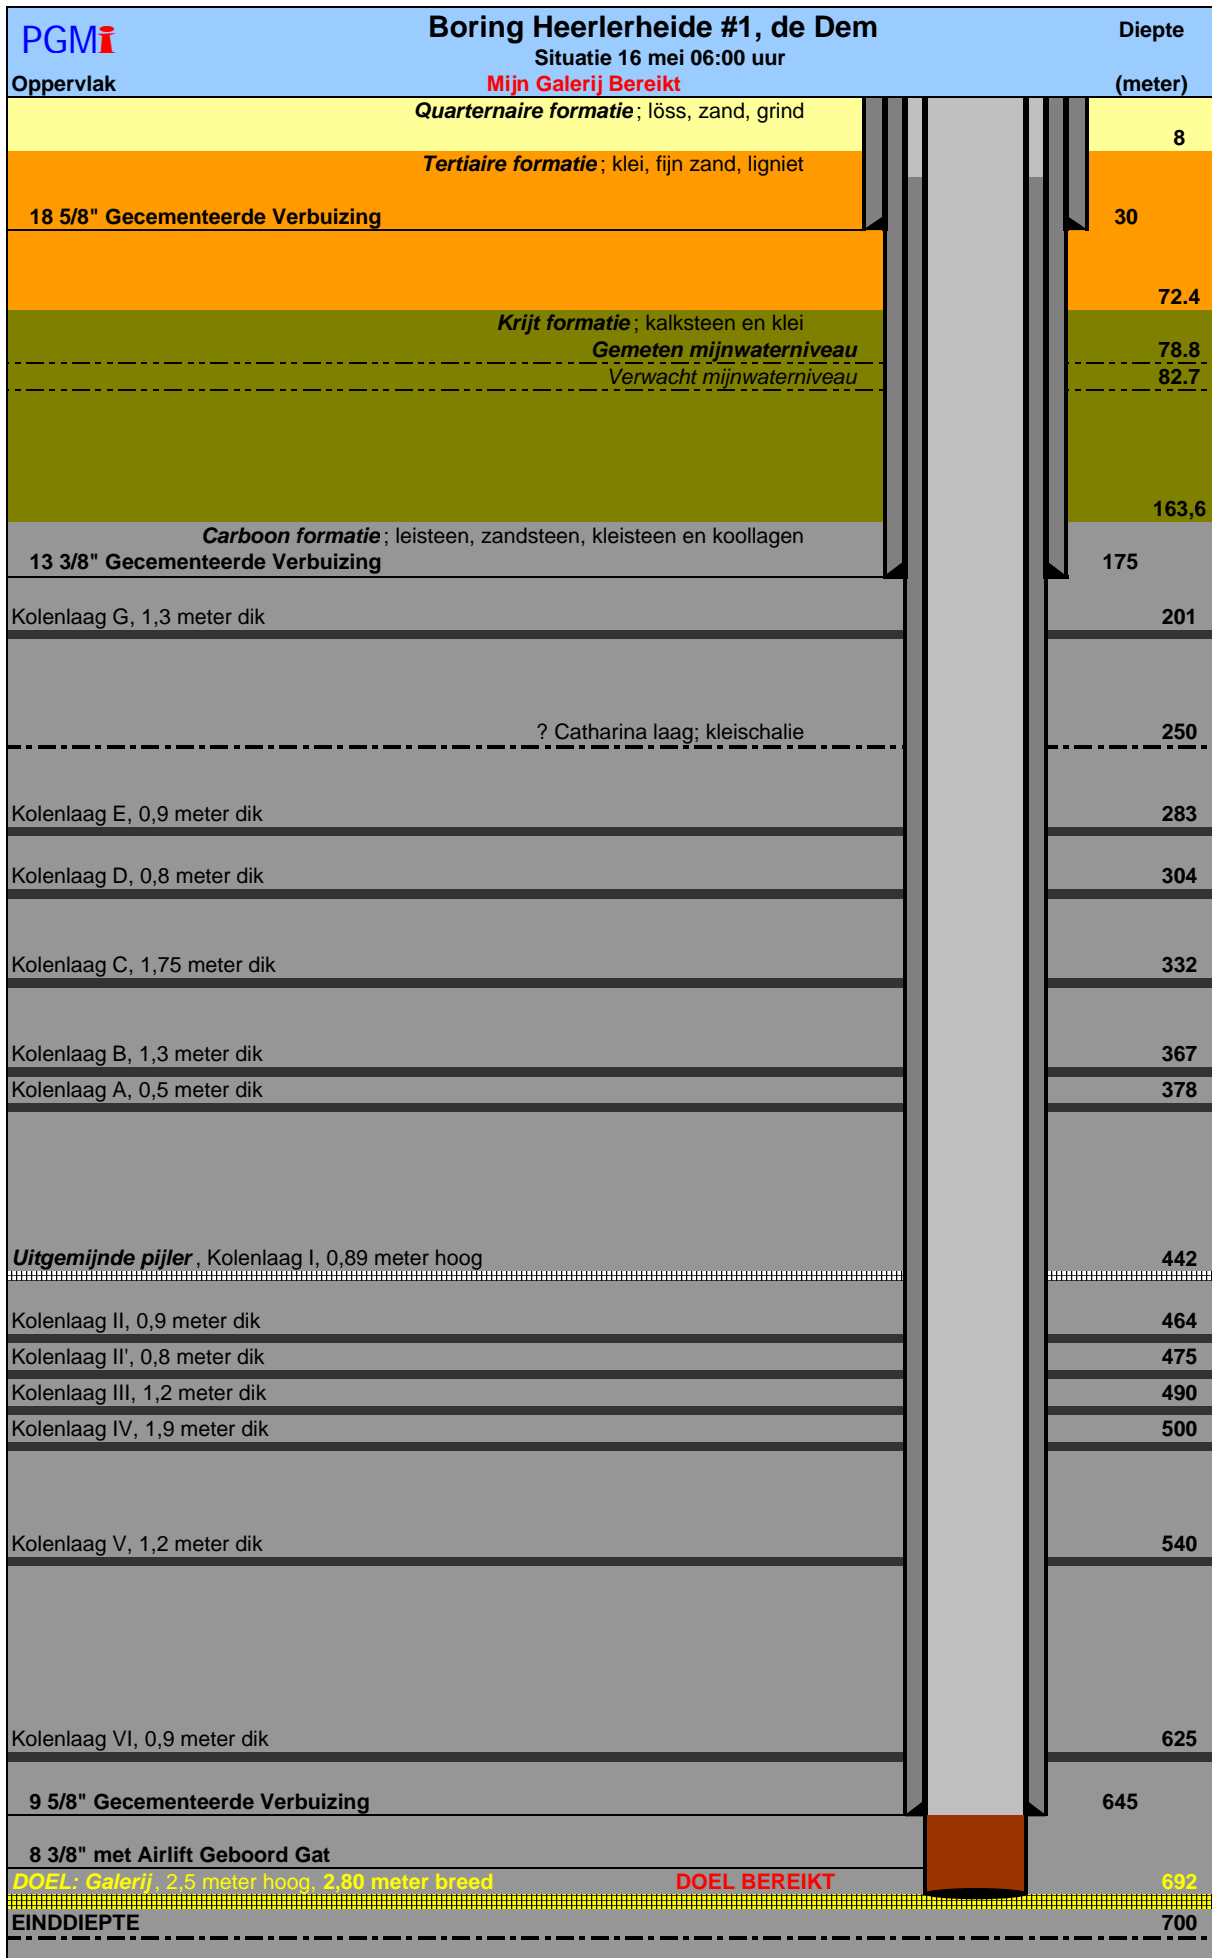 PGMi
Boring Heerlerheide #1, de Dem
Diepte
Situatie 16 mei 06:00 uur
Oppervlak
Mijn Galerij Bereikt
(meter)
Quarternaire formatie; löss, zand, grind
8
Tertiaire formatie; klei, fijn zand, ligniet
18 5/8" Gecementeerde Verbuizing 30
72.4
Krijt formatie; kalksteen en klei
Gemeten mijnwaterniveau 78.8
Verwacht mijnwaterniveau 82.7
163,6
Carboon formatie; leisteen, zandsteen, kleisteen en koollagen
13 3/8" Gecementeerde Verbuizing 175
Kolenlaag G, 1,3 meter dik 201
? Catharina laag; kleischalie 250
Kolenlaag E, 0,9 meter dik 283
Kolenlaag D, 0,8 meter dik 304
Kolenlaag C, 1,75 meter dik 332
Kolenlaag B, 1,3 meter dik 367
Kolenlaag A, 0,5 meter dik 378
Uitgemijnde pijler, Kolenlaag I, 0,89 meter hoog 442
Kolenlaag II, 0,9 meter dik 464
Kolenlaag II', 0,8 meter dik 475
Kolenlaag III, 1,2 meter dik 490
Kolenlaag IV, 1,9 meter dik 500
Kolenlaag V, 1,2 meter dik 540
Kolenlaag VI, 0,9 meter dik 625
9 5/8" Gecementeerde Verbuizing 645
8 3/8" met Airlift Geboord Gat
DOEL: Galerij, 2,5 meter hoog, 2,80 meter breed DOEL BEREIKT 692
EINDDIEPTE 700